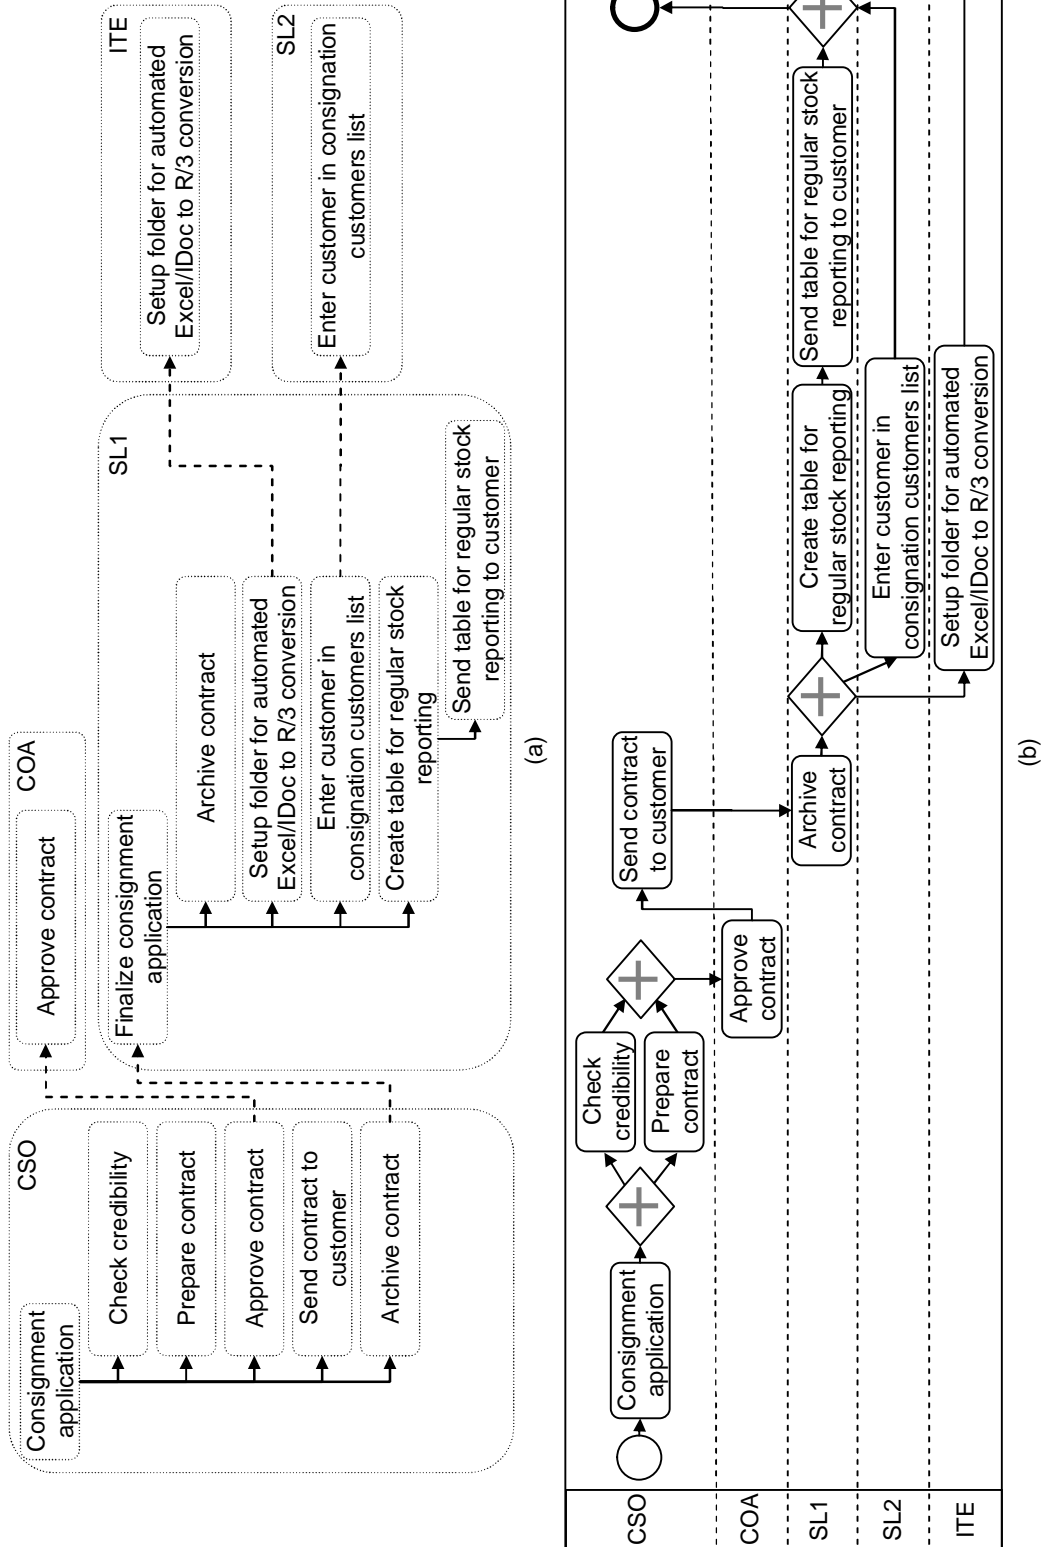 CSO
Consignment
application
Check credibility
Prepare contract
Approve contract
Send contract to
customer
Archive contract
COA
Approve contract
SL1
Finalize consignment
application
Archive contract
Setup folder for automated
Excel/IDoc to R/3 conversion
Enter customer in
consignation customers list
Create table for regular stock
reporting
Send table for regular stock
reporting to customer
ITE
Setup folder for automated
Excel/IDoc to R/3 conversion
SL2
Enter customer in consignation
customers list
(a)
CSO
COA
SL1
SL2
ITE
Consignment
application
Check
credibility
Prepare
contract
Approve
contract
Send contract
to customer
Archive
contract
Create table for
regular stock reporting
Send table for regular stock
reporting to customer
Enter customer in
consignation customers list
Setup folder for automated
Excel/IDoc to R/3 conversion
(b)